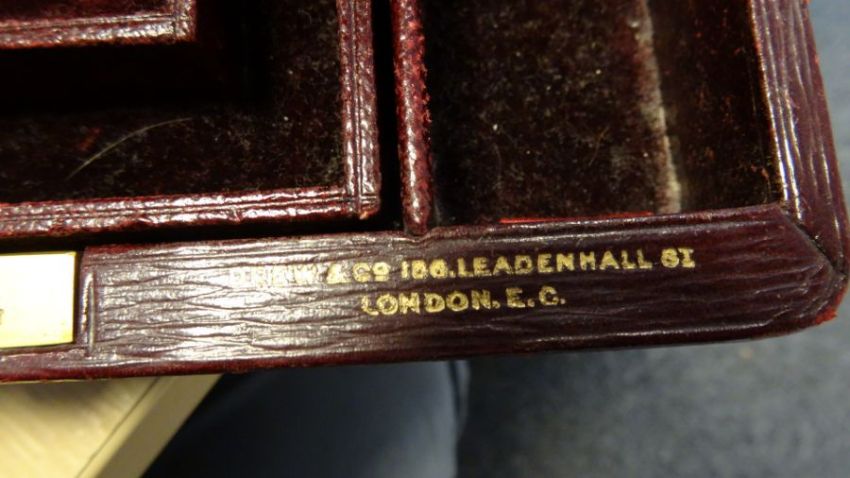 & CO 156. LEADENHALL ST
LONDON. E. C.